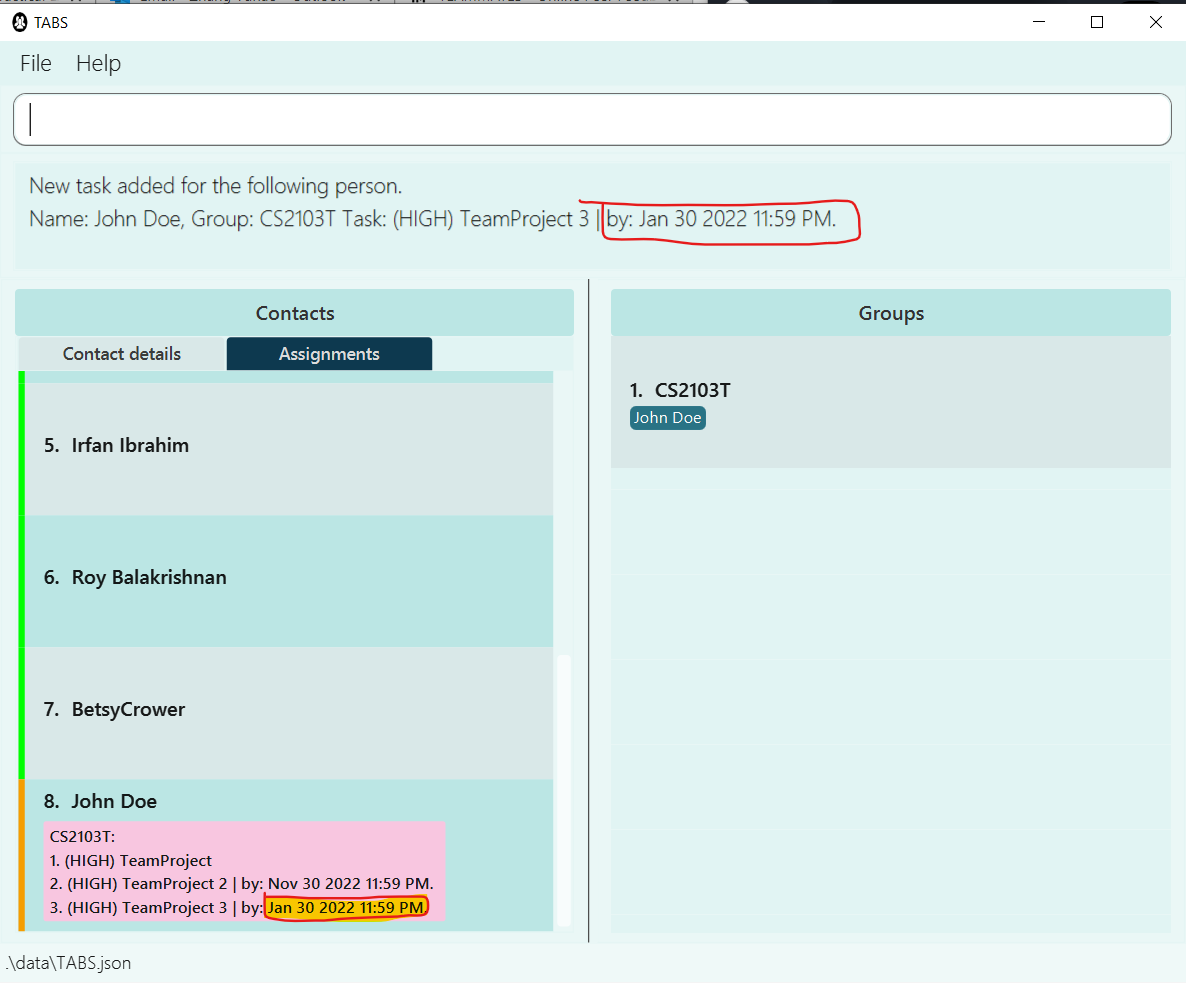 TABS
File Help
New task added for the following person.
Name: John Doe, Group: CS2103T Task: (HIGH) TeamProject 3 | by: Jan 30 2022 11:59 PM.
Contacts
Contact details Assignments
5. Irfan Ibrahim
6. Roy Balakrishnan
7. BetsyCrower
8. John Doe
CS2103T:
1. (HIGH) TeamProject
2. (HIGH) TeamProject 2 | by: Nov 30 2022 11:59 PM.
3. (HIGH) TeamProject 3 | by: Jan 30 2022 11:59 PM.
Groups
1. CS2103T
John Doe
.\data\TABS.json